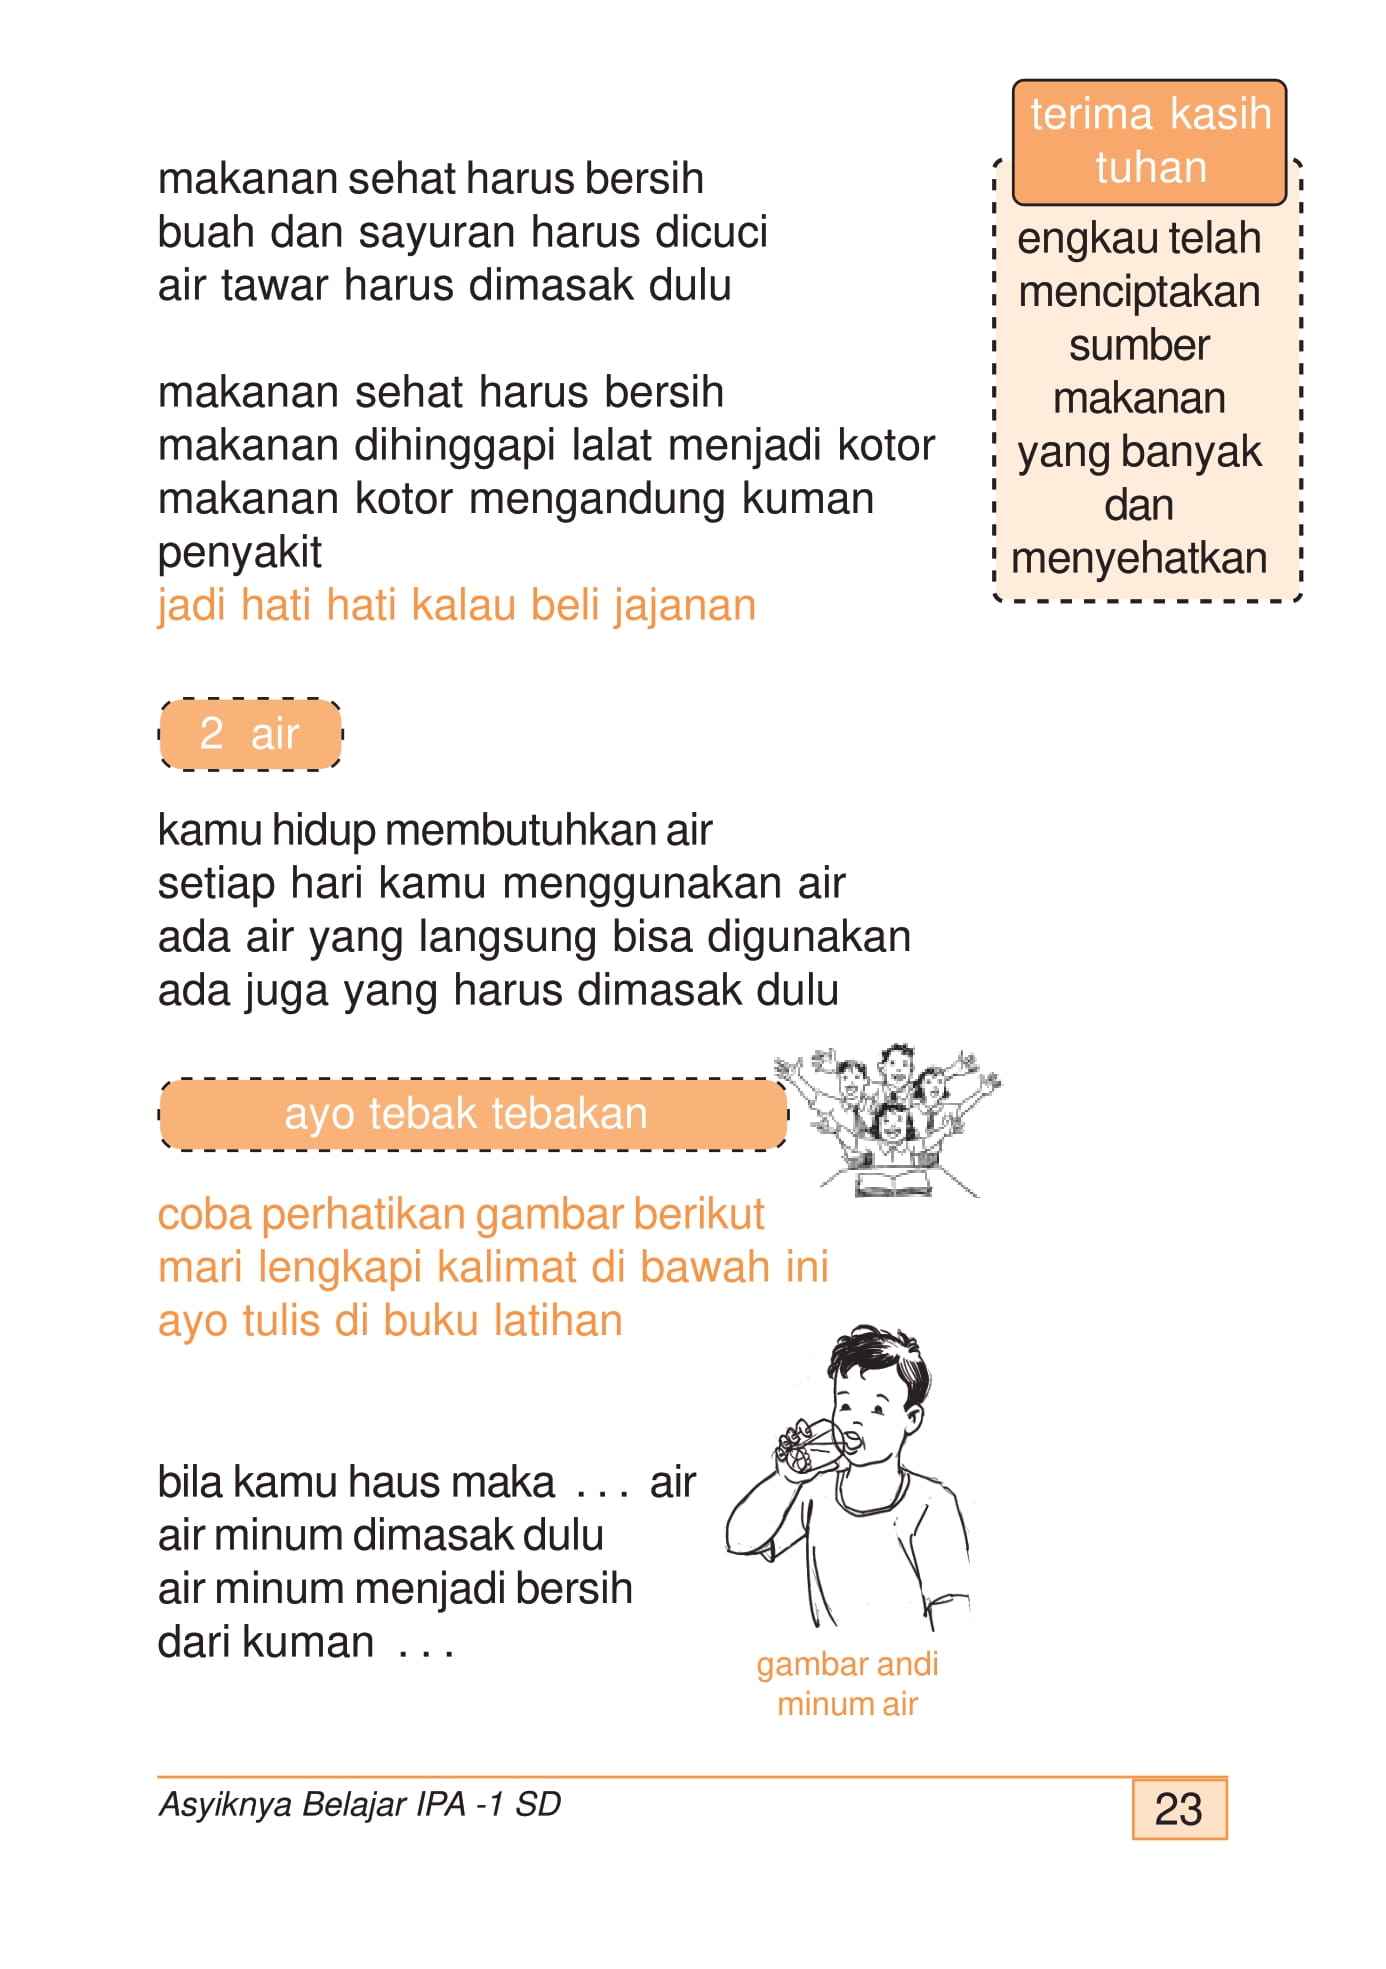 makanan sehat harus bersih
buah dan sayuran harus dicuci
air tawar harus dimasak dulu
makanan sehat harus bersih
makanan dihinggapi lalat menjadi kotor
makanan kotor mengandung kuman
penyakit
jadi hati hati kalau beli jajanan
terima kasih
tuhan
engkau telah
menciptakan
sumber
makanan
yang banyak
dan
menyehatkan
2 air
kamu hidup membutuhkan air
setiap hari kamu menggunakan air
ada air yang langsung bisa digunakan
ada juga yang harus dimasak dulu
ayo tebak tebakan
coba perhatikan gambar berikut
mari lengkapi kalimat di bawah ini
ayo tulis di buku latihan
bila kamu haus maka . . . air
air minum dimasak dulu
air minum menjadi bersih
dari kuman . . .
gambar andi
minum air
Asyiknya Belajar IPA -1 SD
23